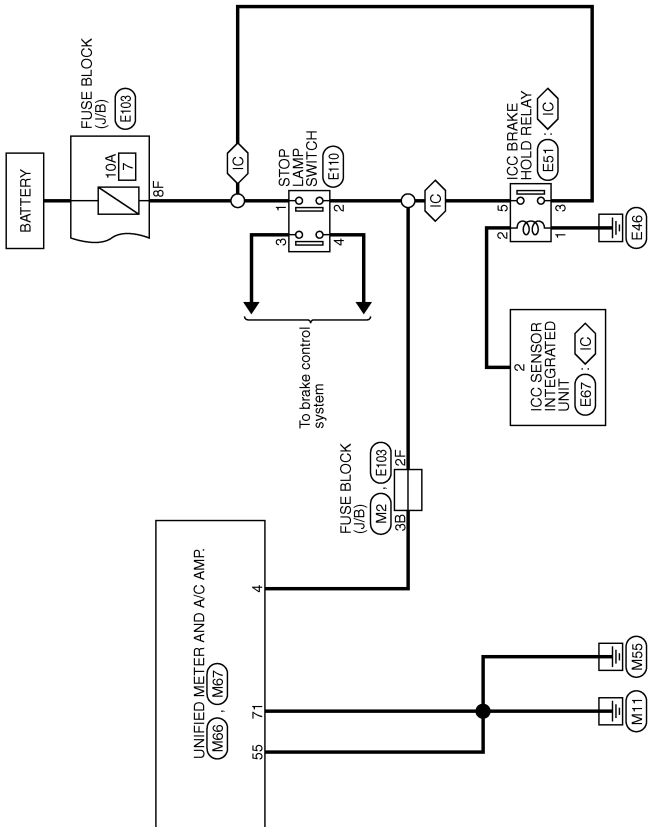 BATTERY
FUSE BLOCK
(J/B)
E103
10A
7
8F
IC
STOP
LAMP
SWITCH
E110
1
2
3
4
To brake control
system
IC
ICC BRAKE
HOLD RELAY
E51 : IC
5
3
2
1
E46
2
ICC SENSOR
INTEGRATED
UNIT
E67 : IC
FUSE BLOCK
(J/B)
M2 , E103
3B
2F
UNIFIED METER AND A/C AMP.
M66 , M67
4
71
55
M55
M11